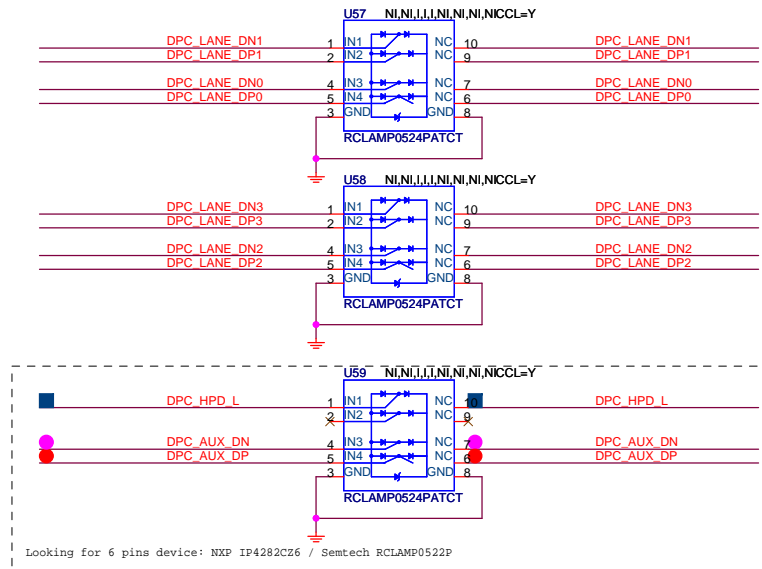 U57 NI,NI,I,I,I,NI,NI,NI,NICCL=Y
DPC_LANE_DN1 1 IN1 NC 10 DPC_LANE_DN1
DPC_LANE_DP1 2 IN2 NC 9 DPC_LANE_DP1
DPC_LANE_DN0 4 IN3 NC 7 DPC_LANE_DN0
DPC_LANE_DP0 5 IN4 NC 6 DPC_LANE_DP0
3 GND GND 8
RCLAMP0524PATCT
U58 NI,NI,I,I,I,NI,NI,NI,NICCL=Y
DPC_LANE_DN3 1 IN1 NC 10 DPC_LANE_DN3
DPC_LANE_DP3 2 IN2 NC 9 DPC_LANE_DP3
DPC_LANE_DN2 4 IN3 NC 7 DPC_LANE_DN2
DPC_LANE_DP2 5 IN4 NC 6 DPC_LANE_DP2
3 GND GND 8
RCLAMP0524PATCT
U59 NI,NI,I,I,I,NI,NI,NI,NICCL=Y
DPC_HPD_L 1 IN1 NC 10 DPC_HPD_L
2 IN2 NC 9
DPC_AUX_DN 4 IN3 NC 7 DPC_AUX_DN
DPC_AUX_DP 5 IN4 NC 6 DPC_AUX_DP
3 GND GND 8
RCLAMP0524PATCT
Looking for 6 pins device: NXP IP4282CZ6 / Semtech RCLAMP0522P